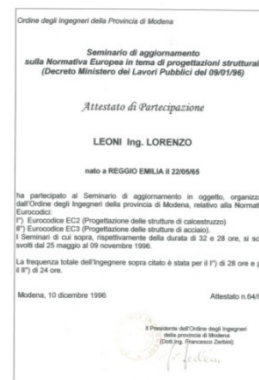 Ordine degli Ingegneri della Provincia di Modena
Seminario di aggiornamento
sulla Normativa Europea in tema di progettazioni struttural
(Decreto Ministero dei Lavori Pubblici del 09/01/96)
Attestato di Partecipazione
LEONI Ing. LORENZO
nato a REGGIO EMILIA il 22/05/65
ha partecipato al Seminario di aggiornamento in oggetto, organizza
dall'Ordine degli Ingegneri della provincia di Modena, relativo alla Normat
Eurocodici:
I°) Eurocodice EC2 (Progettazione delle strutture di calcestruzzo)
II°) Eurocodice EC3 (Progettazione delle strutture di acciaio).
I Seminari di cui sopra, rispettivamente della durata di 32 e 28 ore, si so
svolti dal 25 maggio al 09 novembre 1996.
La frequenza totale dell'Ingegnere sopra citato è stata per il I°) di 28 ore e p
il II°) di 24 ore.
Modena, 10 dicembre 1996 Attestato n.64/
Il Presidente dell'Ordine degli Ingegneri
della provincia di Modena
(Dott.Ing. Francesco Zerbini)